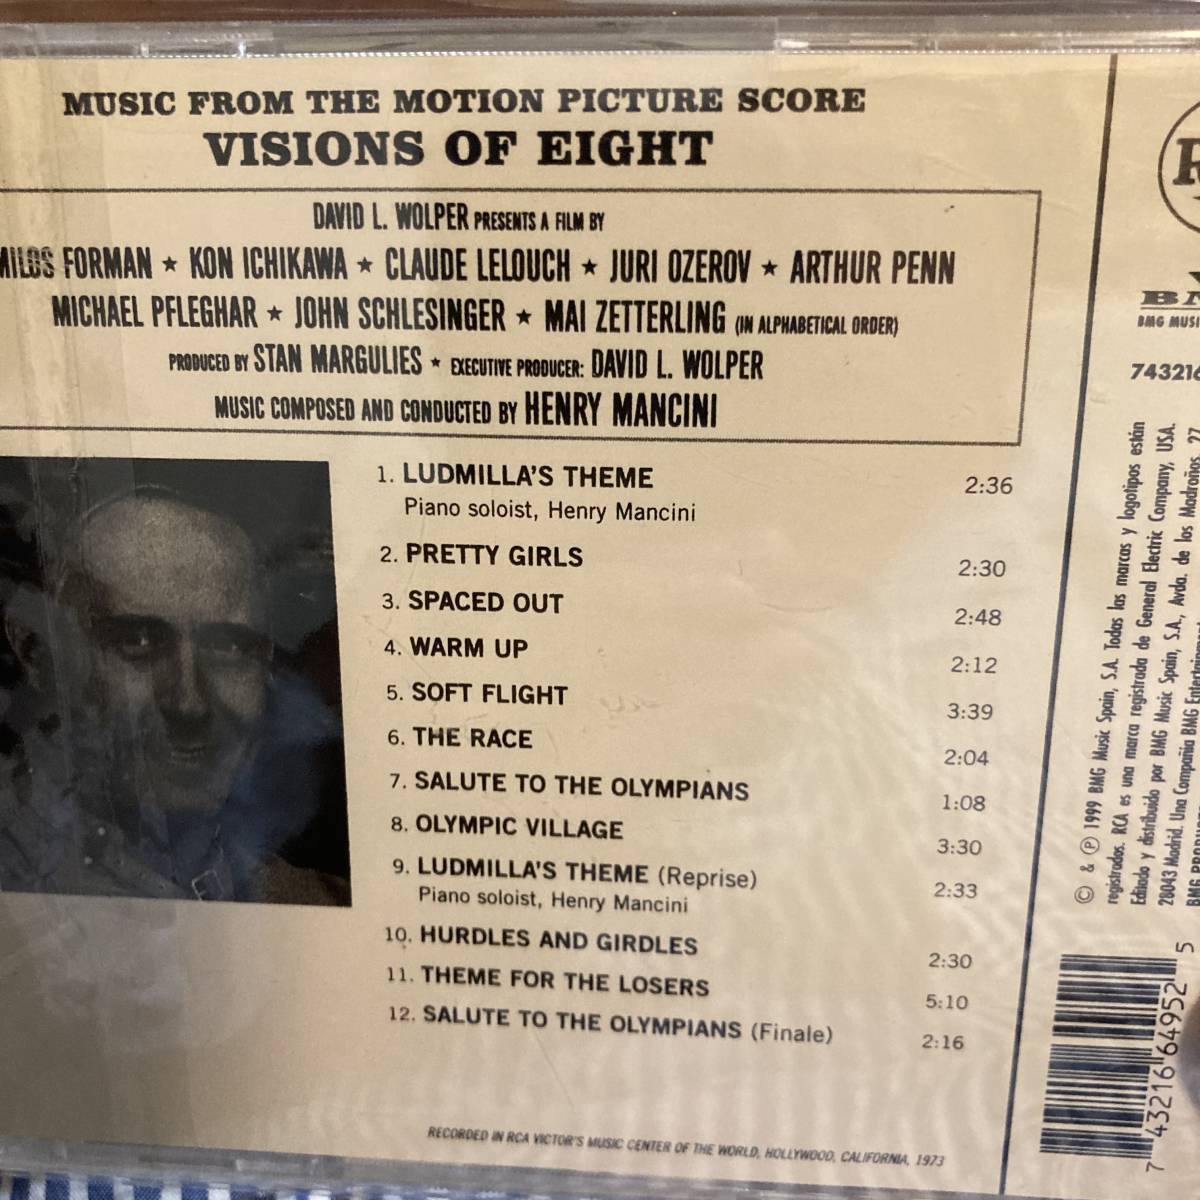 MUSIC FROM THE MOTION PICTURE SCORE
VISIONS OF EIGHT
DAVID L. WOLPER PRESENTS A FILM BY
MILOS FORMAN ★ KON ICHIKAWA ★ CLAUDE LELOUCH ★ JURI OZEROV ★ ARTHUR PENN
MICHAEL PFLEGHAR ★ JOHN SCHLESINGER ★ MAI ZETTERLING (IN ALPHABETICAL ORDER)
PRODUCED BY STAN MARGULIES ★ EXECUTIVE PRODUCER: DAVID L. WOLPER
MUSIC COMPOSED AND CONDUCTED BY HENRY MANCINI
1. LUDMILLA'S THEME 2:36
Piano soloist, Henry Mancini
2. PRETTY GIRLS 2:30
3. SPACED OUT 2:48
4. WARM UP 2:12
5. SOFT FLIGHT 3:39
6. THE RACE 2:04
7. SALUTE TO THE OLYMPIANS 1:08
8. OLYMPIC VILLAGE 3:30
9. LUDMILLA'S THEME (Reprise) 2:33
Piano soloist, Henry Mancini
10. HURDLES AND GIRDLES 2:30
11. THEME FOR THE LOSERS 5:10
12. SALUTE TO THE OLYMPIANS (Finale) 2:16
RECORDED IN RCA VICTOR'S MUSIC CENTER OF THE WORLD, HOLLYWOOD, CALIFORNIA, 1973
BMG MUSI
743216
© & ℗ 1999 BMG Music Spain, S.A. Todas las marcas y logotipos están
registrados. RCA es una marca registrada de General Electric Company, USA.
Editado y distribuido por BMG Music Spain, S.A., Avda. de los Madroños, 27
28043 Madrid. Una Compañía BMG Entertainment
7 43216 64952 5